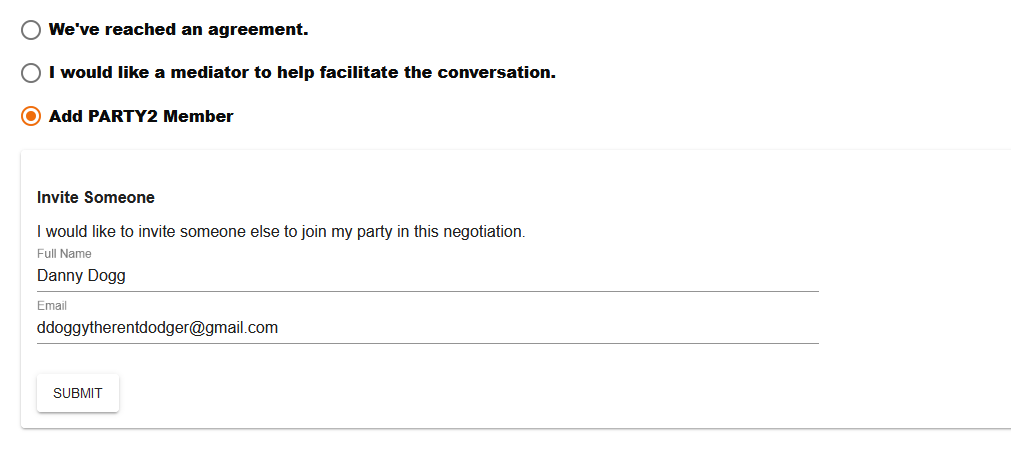 We've reached an agreement.
I would like a mediator to help facilitate the conversation.
Add PARTY2 Member
Invite Someone
I would like to invite someone else to join my party in this negotiation.
Full Name
Danny Dogg
Email
ddoggytherentdodger@gmail.com
SUBMIT